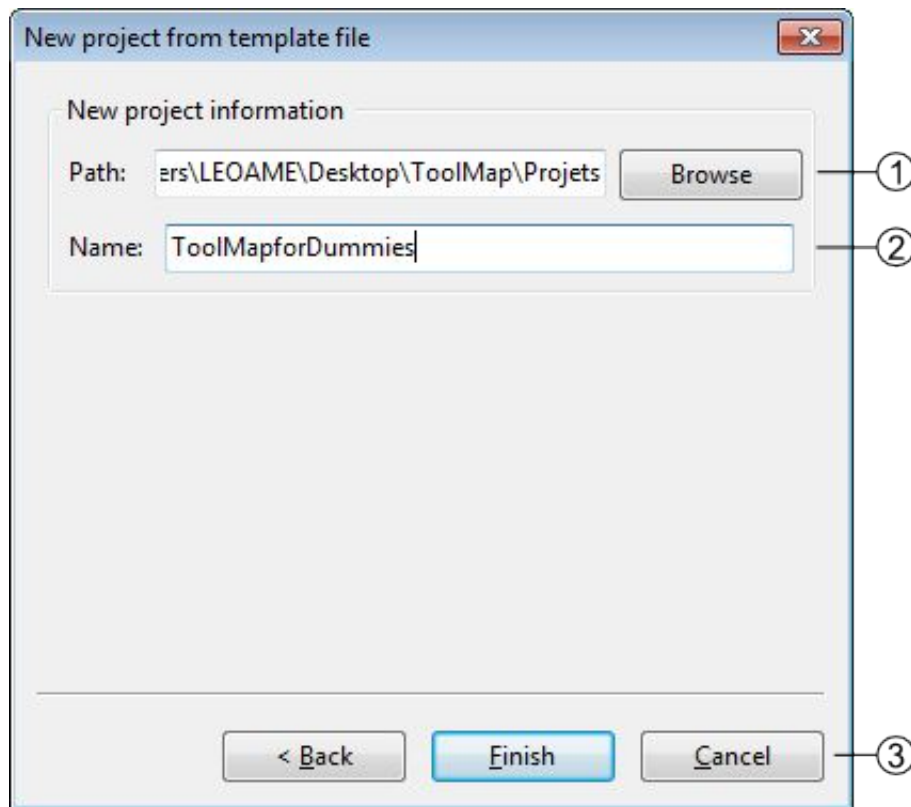 New project from template file
New project information
Path: ers\LEOAME\Desktop\ToolMap\Projets Browse 1
Name: ToolMapforDummies 2
< Back Finish Cancel 3